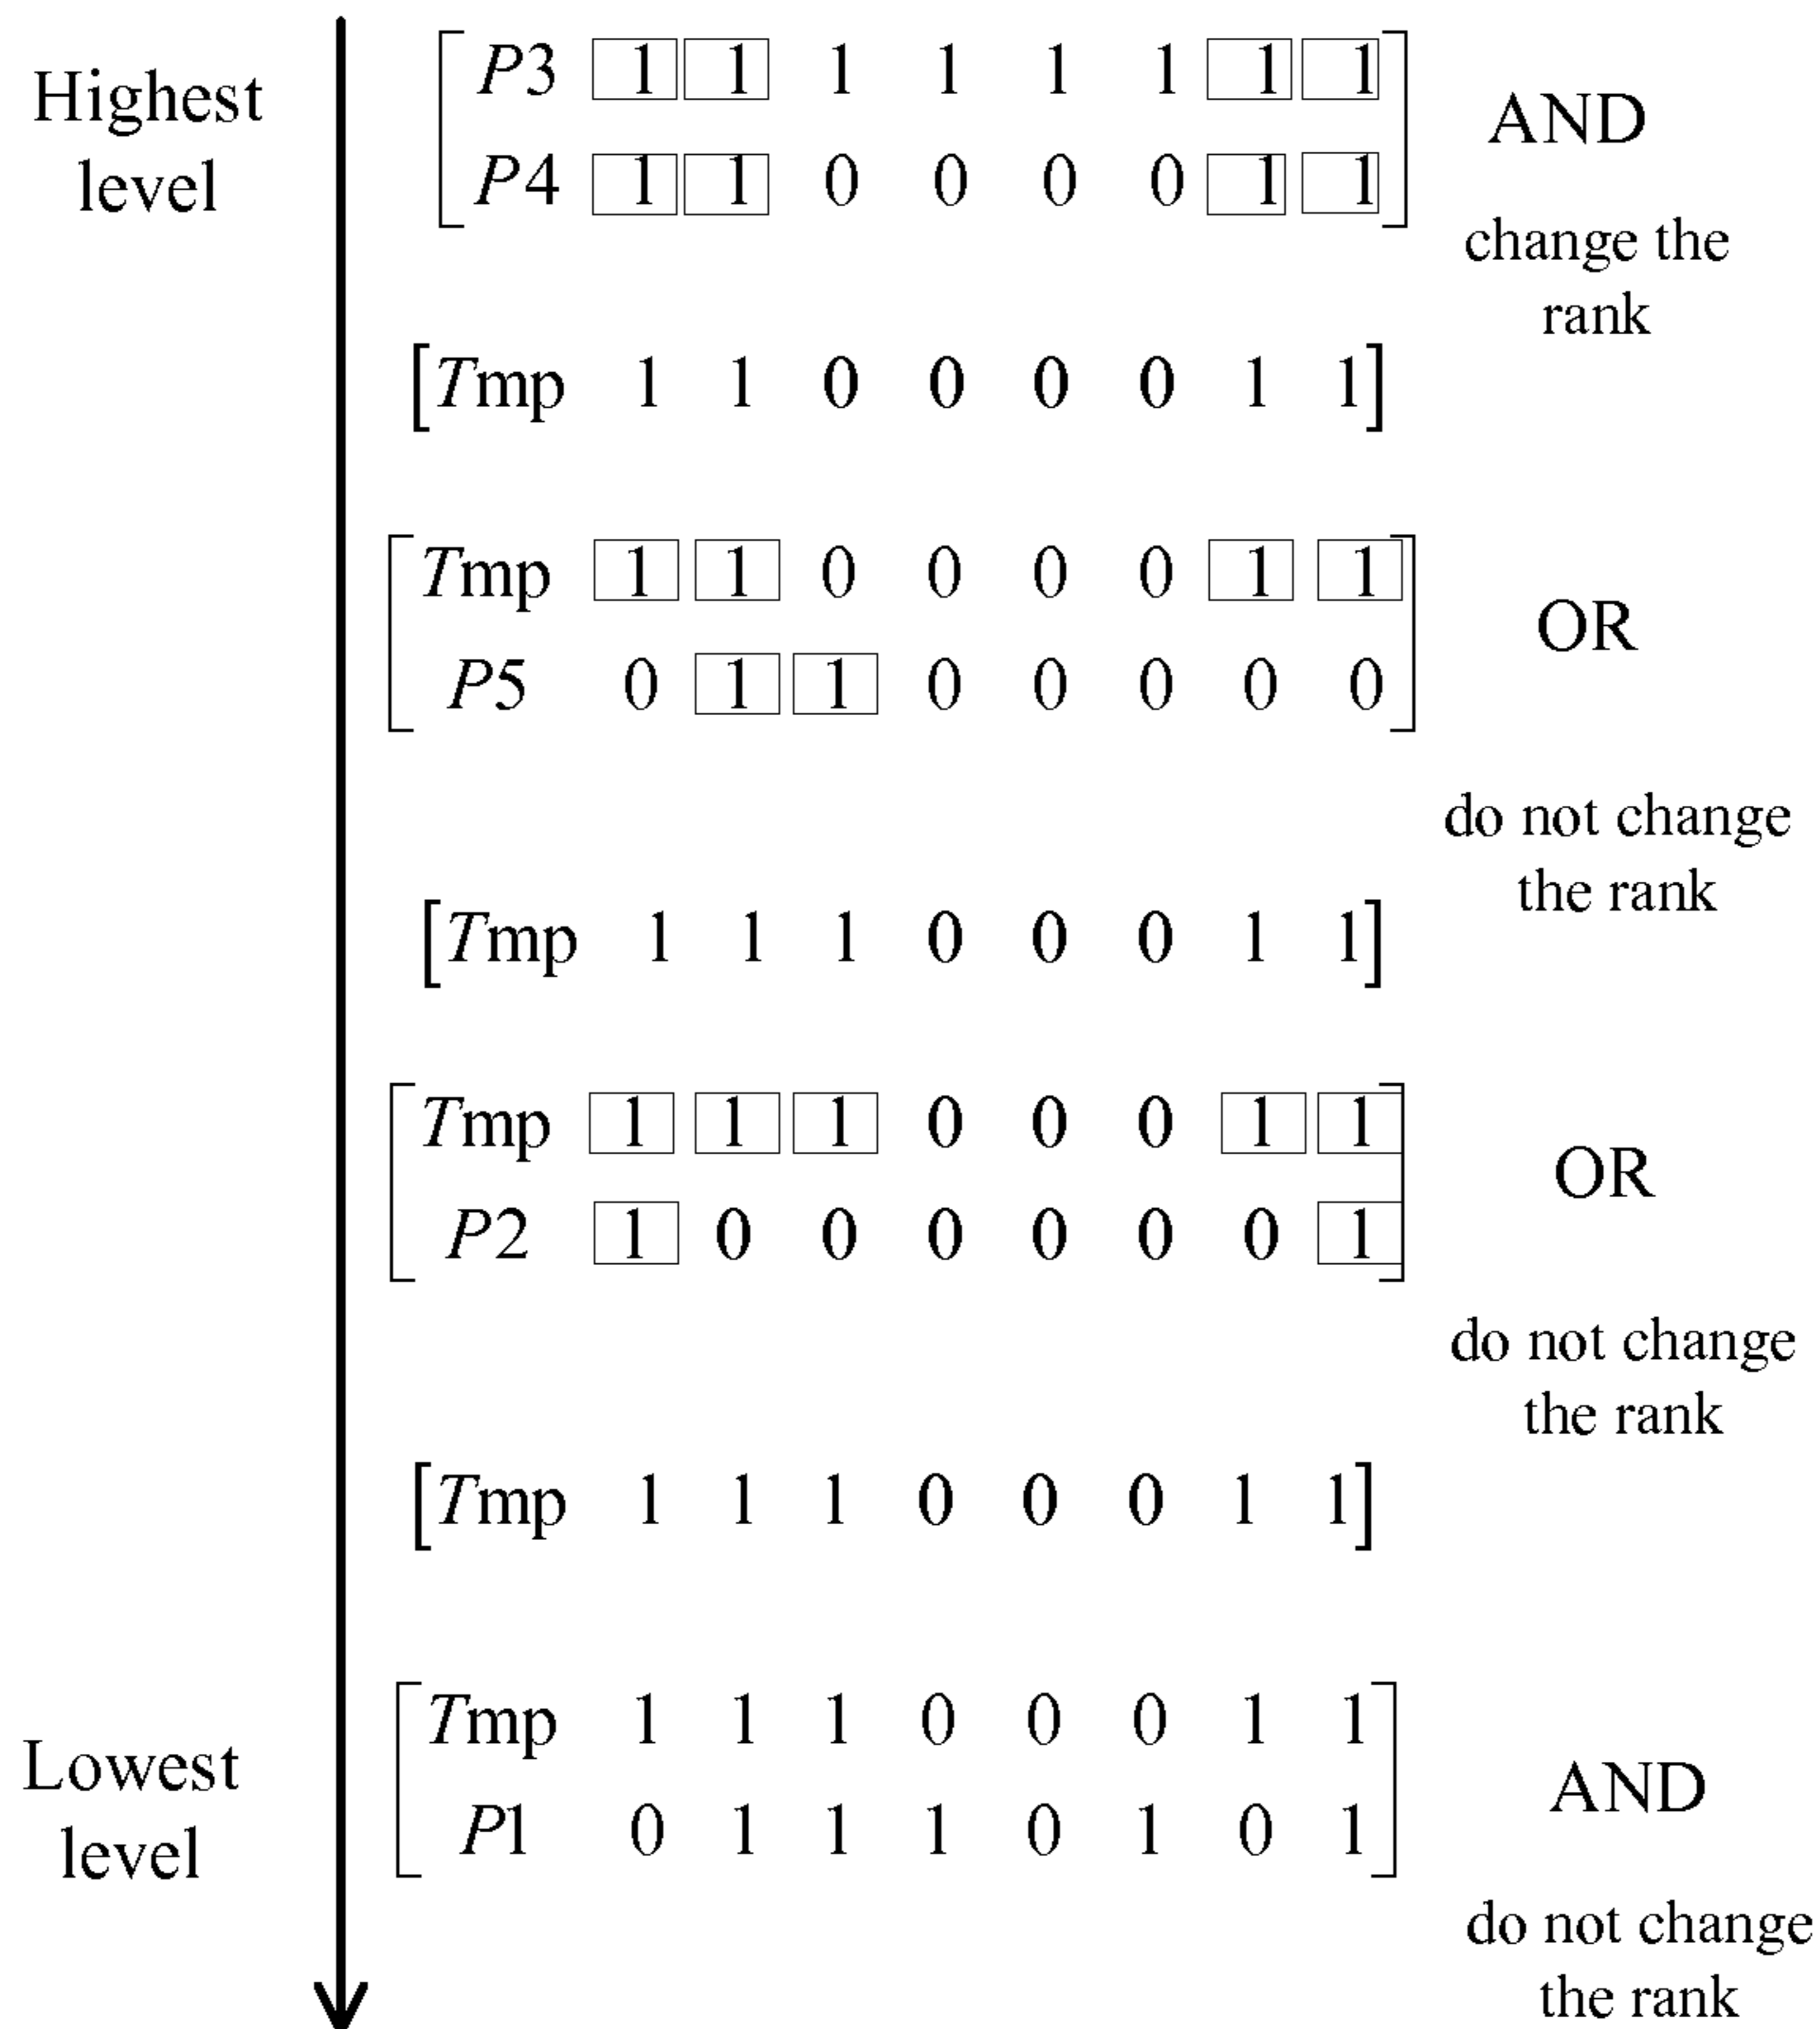 Highest
level
P3 1 1 1 1 1 1 1 1
P4 1 1 0 0 0 0 1 1
AND
change the
rank
[Tmp 1 1 0 0 0 0 1 1]
Tmp 1 1 0 0 0 0 1 1
P5 0 1 1 0 0 0 0 0
OR
do not change
the rank
[Tmp 1 1 1 0 0 0 1 1]
Tmp 1 1 1 0 0 0 1 1
P2 1 0 0 0 0 0 0 1
OR
do not change
the rank
[Tmp 1 1 1 0 0 0 1 1]
Lowest
level
Tmp 1 1 1 0 0 0 1 1
P1 0 1 1 1 0 1 0 1
AND
do not change
the rank